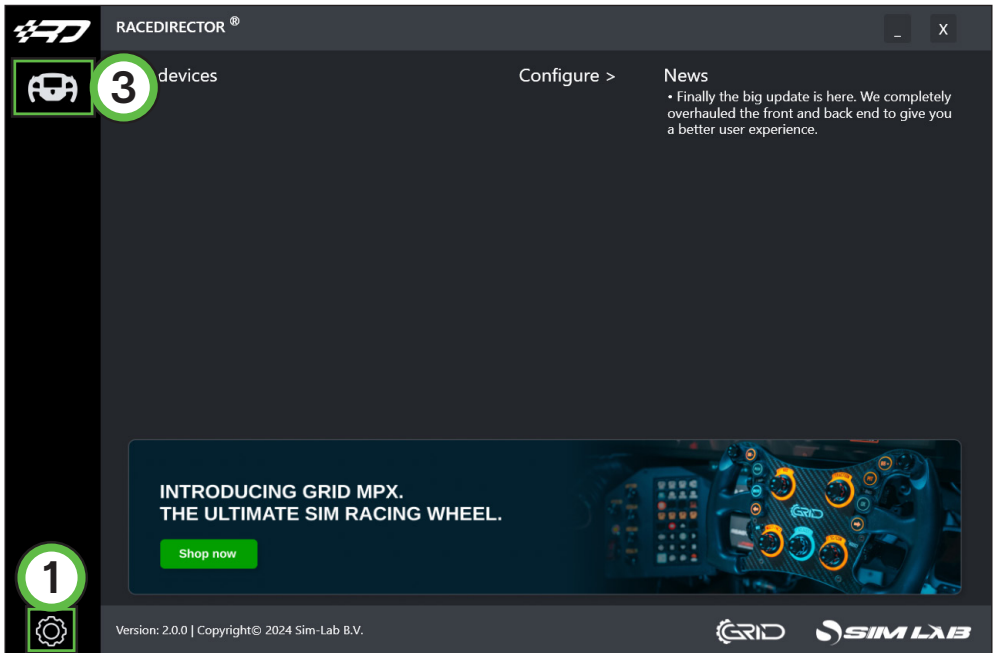 RACEDIRECTOR ®
_ X
3
devices
Configure >
News
• Finally the big update is here. We completely
overhauled the front and back end to give you
a better user experience.
INTRODUCING GRID MPX.
THE ULTIMATE SIM RACING WHEEL.
Shop now
GRID
1
Version: 2.0.0 | Copyright© 2024 Sim-Lab B.V.
GRID
SIM LAB